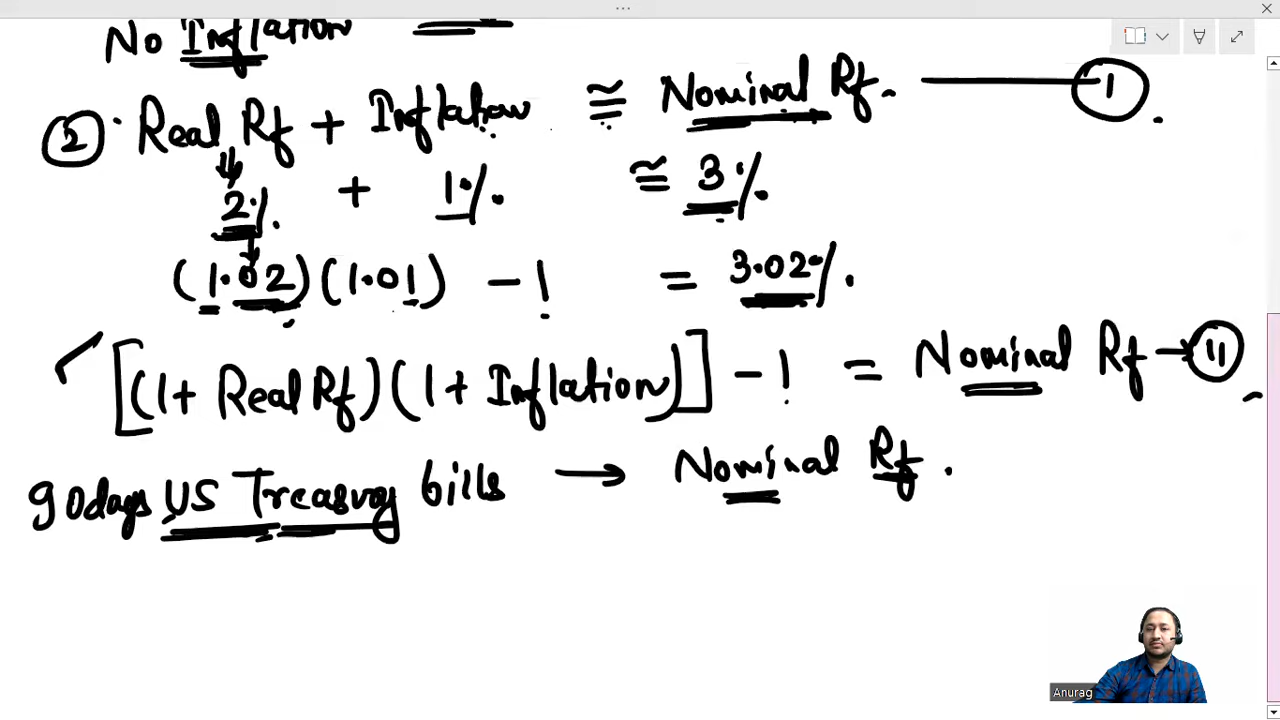 No Inflation
② Real Rf + Inflation ≅ Nominal Rf. ①
2% + 1% ≅ 3%
(1.02)(1.01) - 1 = 3.02%.
[(1+ Real Rf)(1+ Inflation)] - 1 = Nominal Rf → ⑪
90days US Treasury bills → Nominal Rf.
Anurag